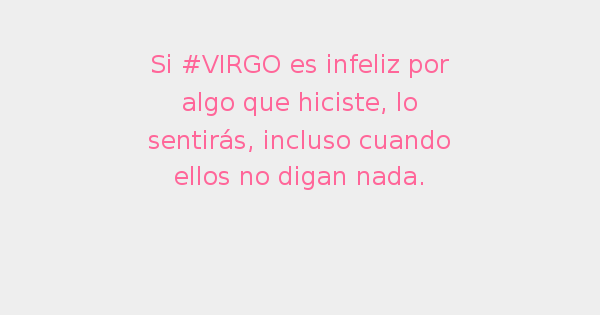 Si #VIRGO es infeliz por
algo que hiciste, lo
sentirás, incluso cuando
ellos no digan nada.